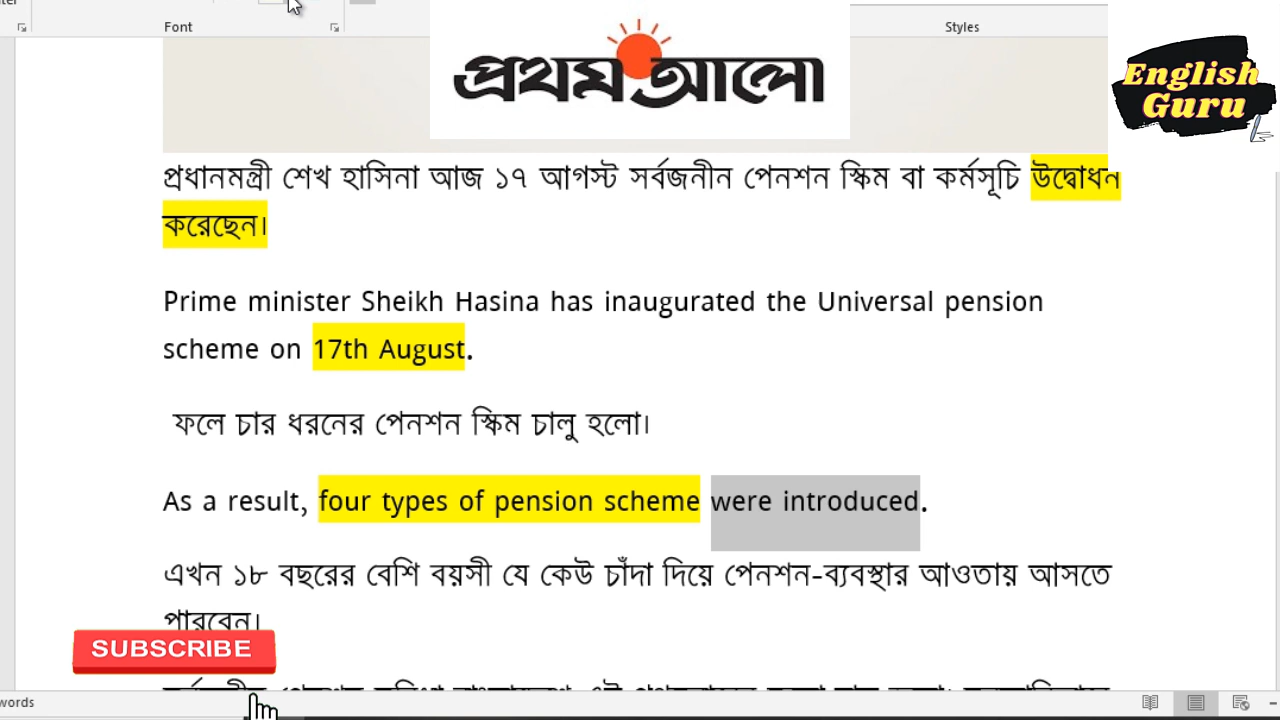 Font
Styles
প্রথম আলো
English
Guru
প্রধানমন্ত্রী শেখ হাসিনা আজ ১৭ আগস্ট সর্বজনীন পেনশন স্কিম বা কর্মসূচি উদ্বোধন
করেছেন।
Prime minister Sheikh Hasina has inaugurated the Universal pension
scheme on 17th August.
ফলে চার ধরনের পেনশন স্কিম চালু হলো।
As a result, four types of pension scheme were introduced.
এখন ১৮ বছরের বেশি বয়সী যে কেউ চাঁদা দিয়ে পেনশন-ব্যবস্থার আওতায় আসতে
পারবেন।
SUBSCRIBE
words